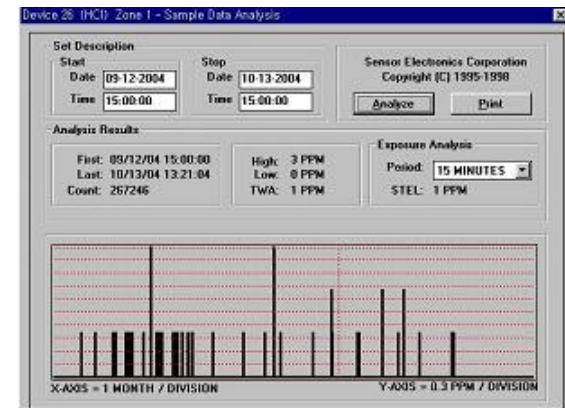 Device 26 (HCl) Zone 1 - Sample Data Analysis
Set Description
Start
Date 09-12-2004
Time 15:00:00
Stop
Date 10-13-2004
Time 15:00:00
Sensor Electronics Corporation
Copyright (C) 1995-1998
Analyze
Print
Analysis Results
First: 09/12/04 15:00:00
Last: 10/13/04 13:21:04
Count: 267246
High: 3 PPM
Low: 0 PPM
TWA: 1 PPM
Exposure Analysis
Period: 15 MINUTES
STEL: 1 PPM
X-AXIS = 1 MONTH / DIVISION
Y-AXIS = 0.3 PPM / DIVISION